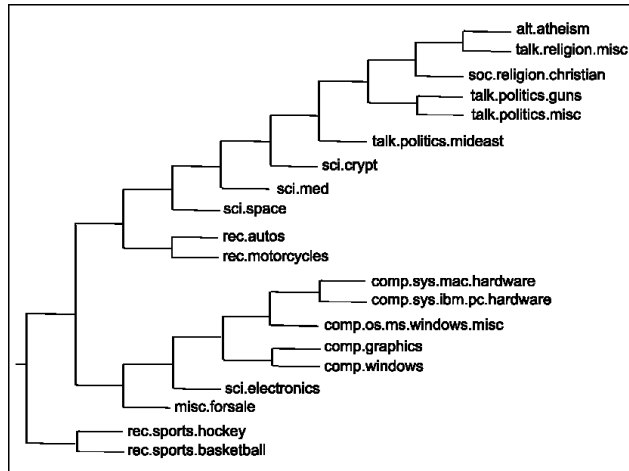 alt.atheism
talk.religion.misc
soc.religion.christian
talk.politics.guns
talk.politics.misc
talk.politics.mideast
sci.crypt
sci.med
sci.space
rec.autos
rec.motorcycles
comp.sys.mac.hardware
comp.sys.ibm.pc.hardware
comp.os.ms.windows.misc
comp.graphics
comp.windows
sci.electronics
misc.forsale
rec.sports.hockey
rec.sports.basketball